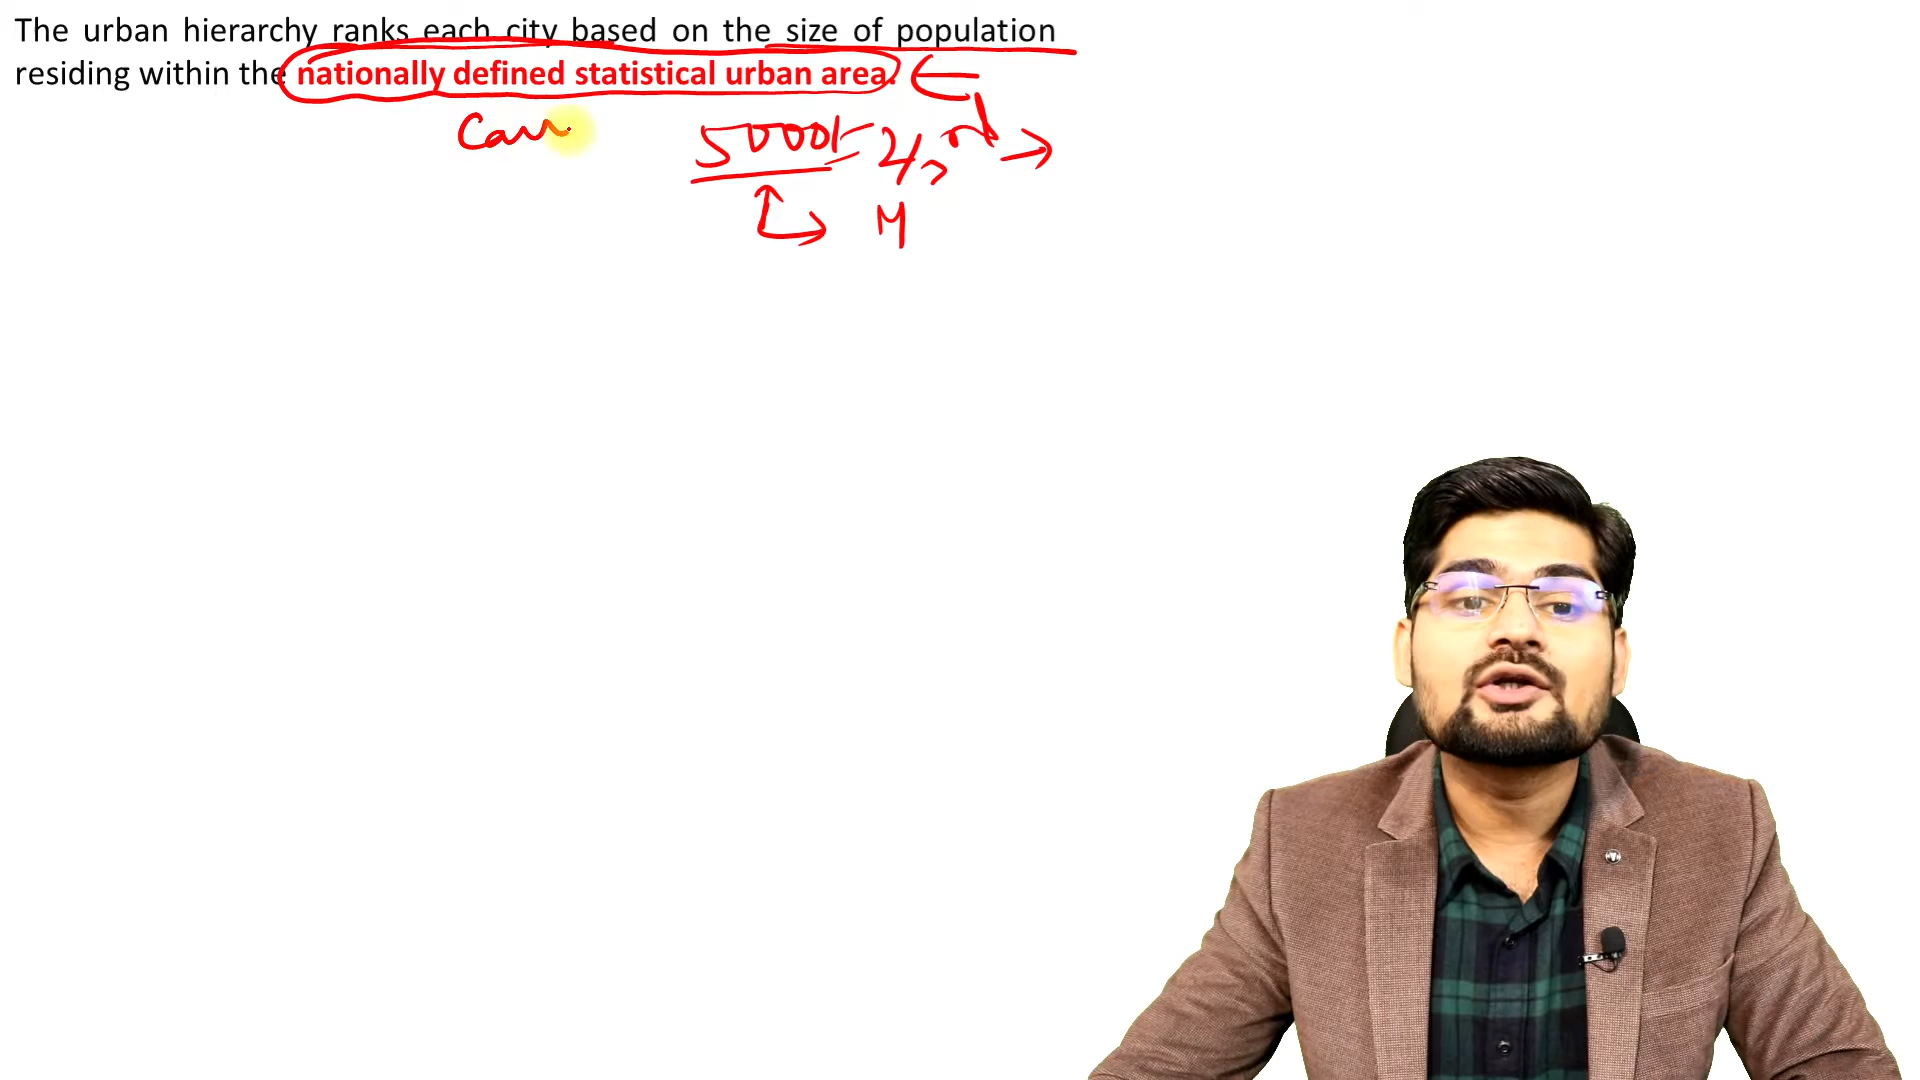 The urban hierarchy ranks each city based on the size of population
residing within the nationally defined statistical urban area.
5000
M